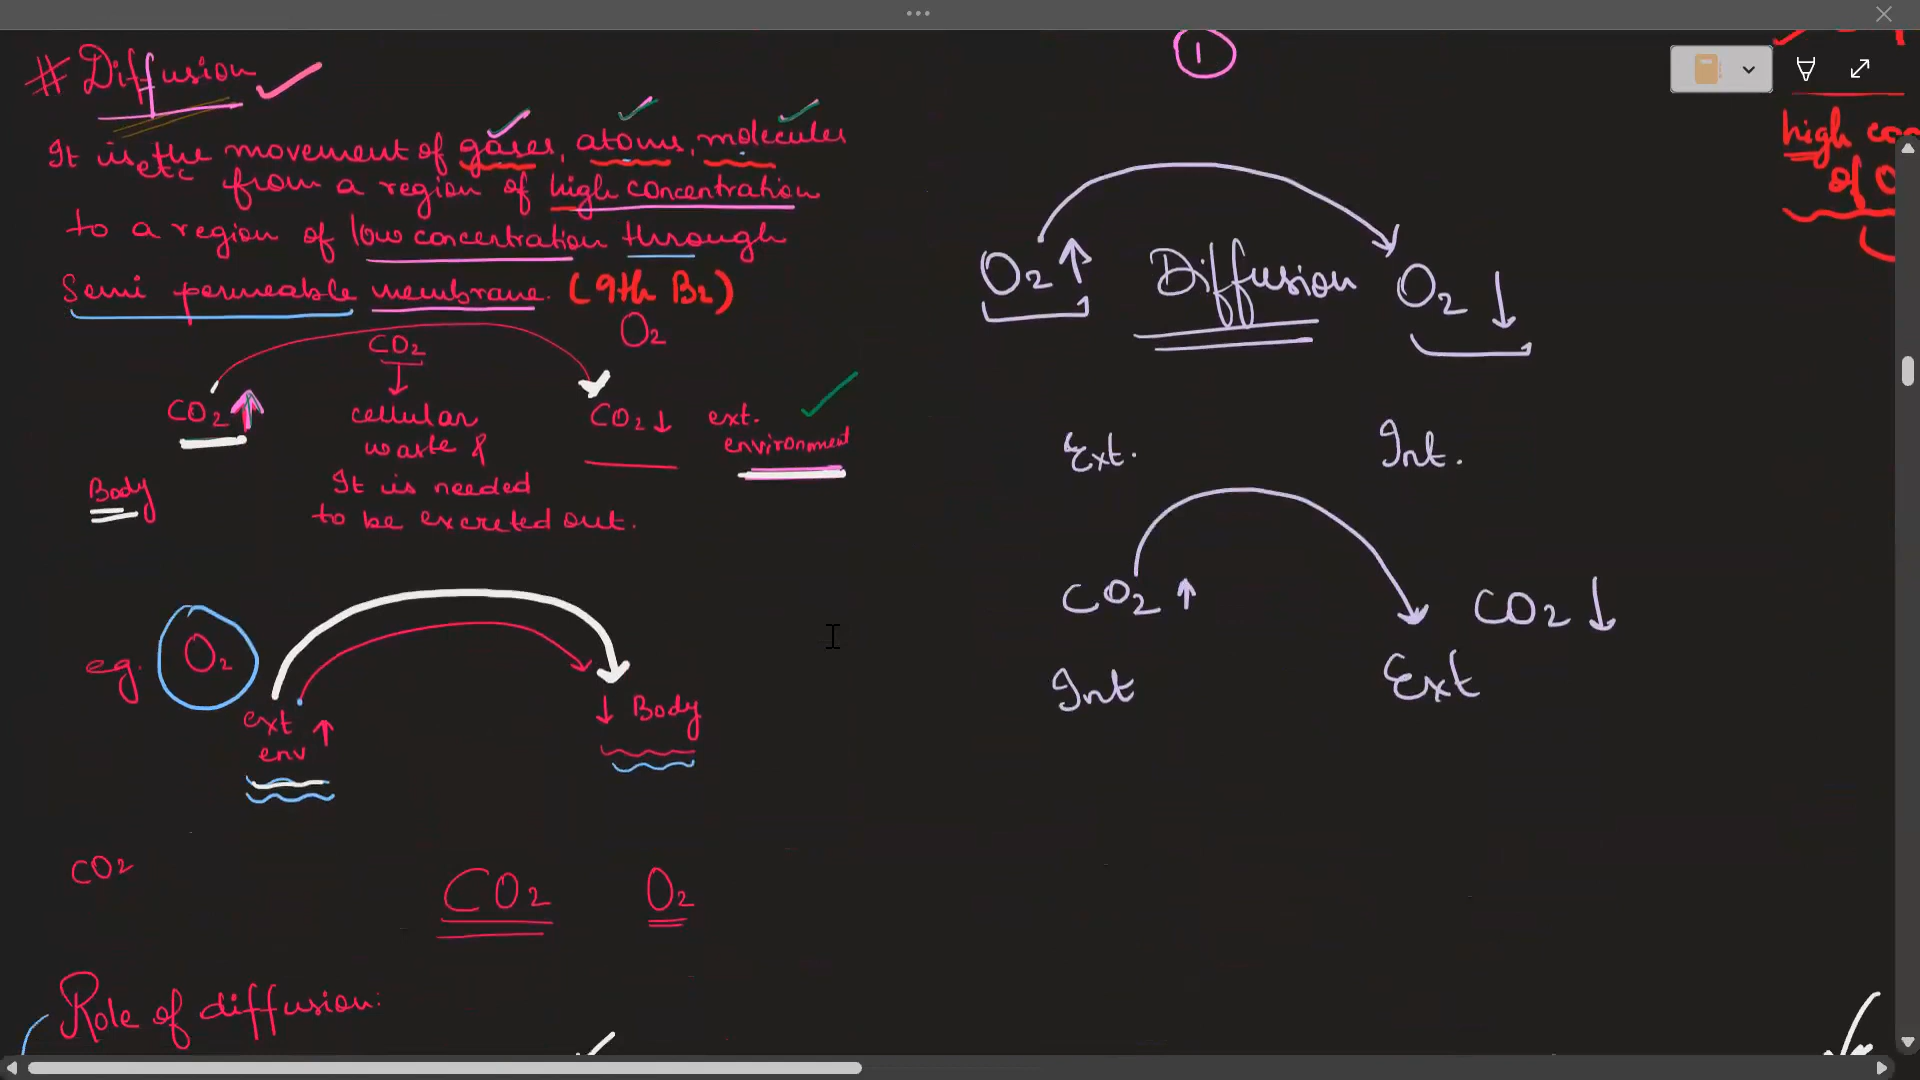 # Diffusion
It is the movement of gases, atoms, molecules
etc from a region of high concentration
to a region of low concertration through
Semi permeable membrane. (9th B2)
O2
CO2
CO2 ↑
cellular
waste &
It is needed
to be excreted out.
CO2 ↓ ext.
environment
Body
eg. O2
ext ↑
env
↓ Body
CO2
CO2 O2
Role of diffusion:
1
O2 ↑ Diffusion O2 ↓
Ext. Int.
CO2 ↑ CO2 ↓
Int Ext
high
of